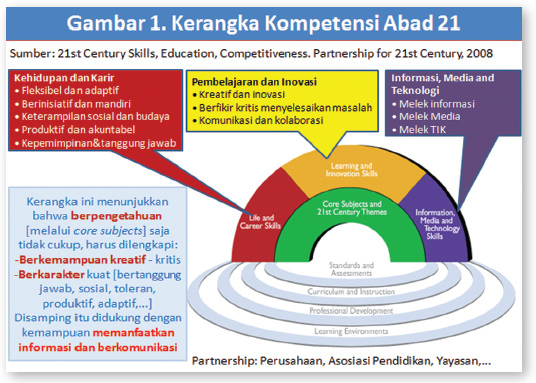 Gambar 1. Kerangka Kompetensi Abad 21
Sumber: 21st Century Skills, Education, Competitiveness. Partnership for 21st Century, 2008
Kehidupan dan Karir
• Fleksibel dan adaptif
• Berinisiatif dan mandiri
• Keterampilan sosial dan budaya
• Produktif dan akuntabel
• Kepemimpinan&tanggung jawab
Pembelajaran dan Inovasi
• Kreatif dan inovasi
• Berfikir kritis menyelesaikan masalah
• Komunikasi dan kolaborasi
Informasi, Media and
Teknologi
• Melek informasi
• Melek Media
• Melek TIK
Learning and
Innovation Skills
Core Subjects and
21st Century Themes
Life and
Career Skills
Information,
Media and
Technology
Skills
Standards and
Assessments
Curriculum and Instruction
Professional Development
Learning Environments
Kerangka ini menunjukkan
bahwa berpengetahuan
[melalui core subjects] saja
tidak cukup, harus dilengkapi:
-Berkemampuan kreatif - kritis
-Berkarakter kuat [bertanggung
jawab, sosial, toleran,
produktif, adaptif,...]
Disamping itu didukung dengan
kemampuan memanfaatkan
informasi dan berkomunikasi
Partnership: Perusahaan, Asosiasi Pendidikan, Yayasan,...